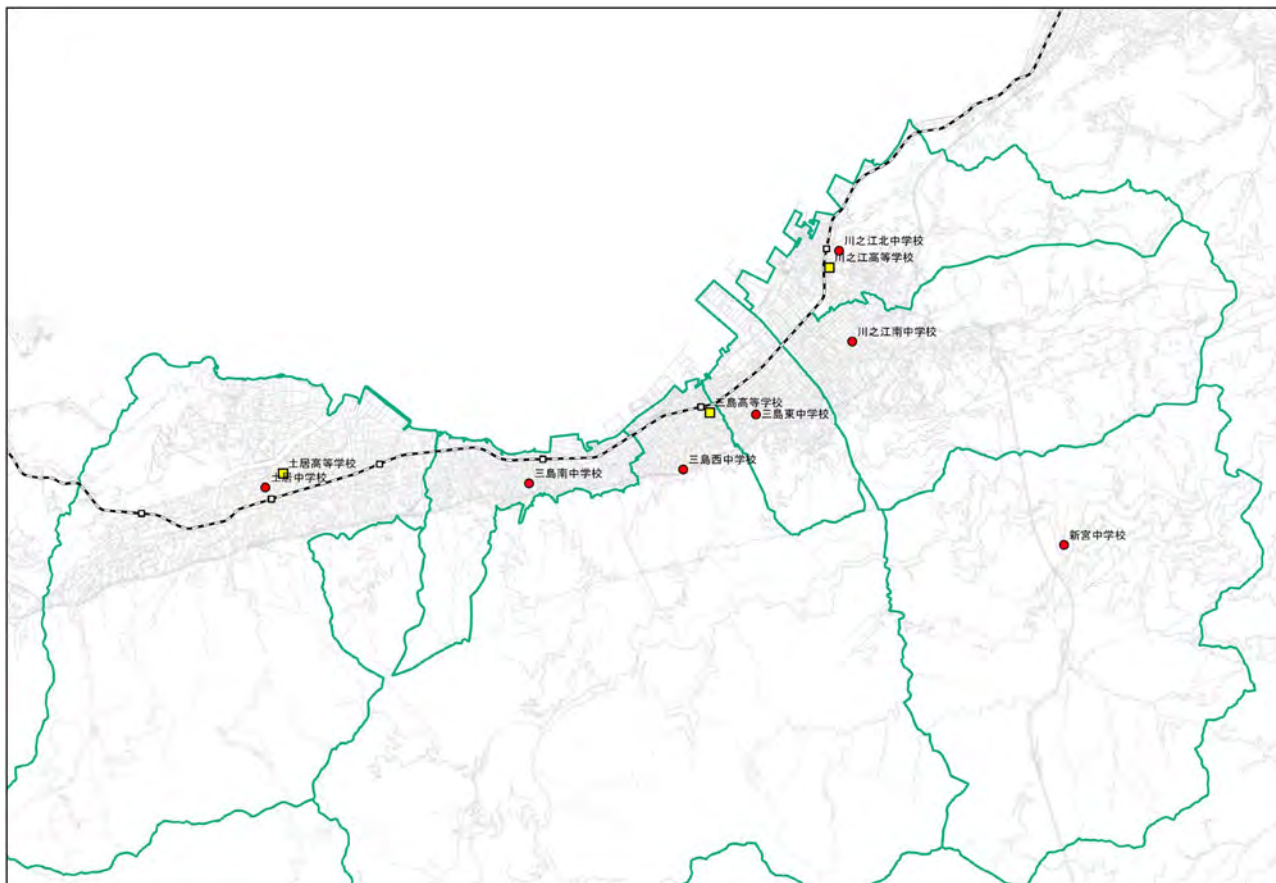 川之江北中学校
川之江高等学校
川之江南中学校
三島高等学校
三島東中学校
三島西中学校
土居高等学校
土居中学校
三島南中学校
新宮中学校